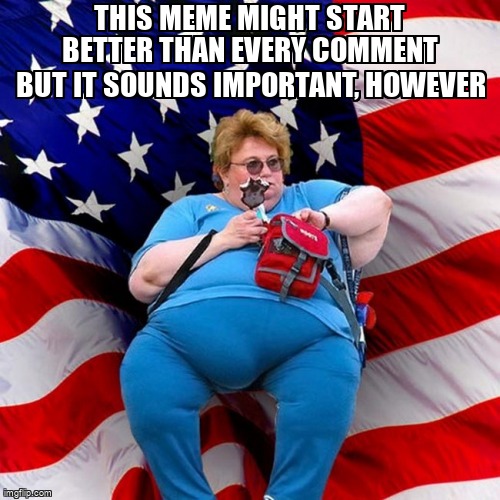 THIS MEME MIGHT START
BETTER THAN EVERY COMMENT
BUT IT SOUNDS IMPORTANT, HOWEVER
imgflip.com